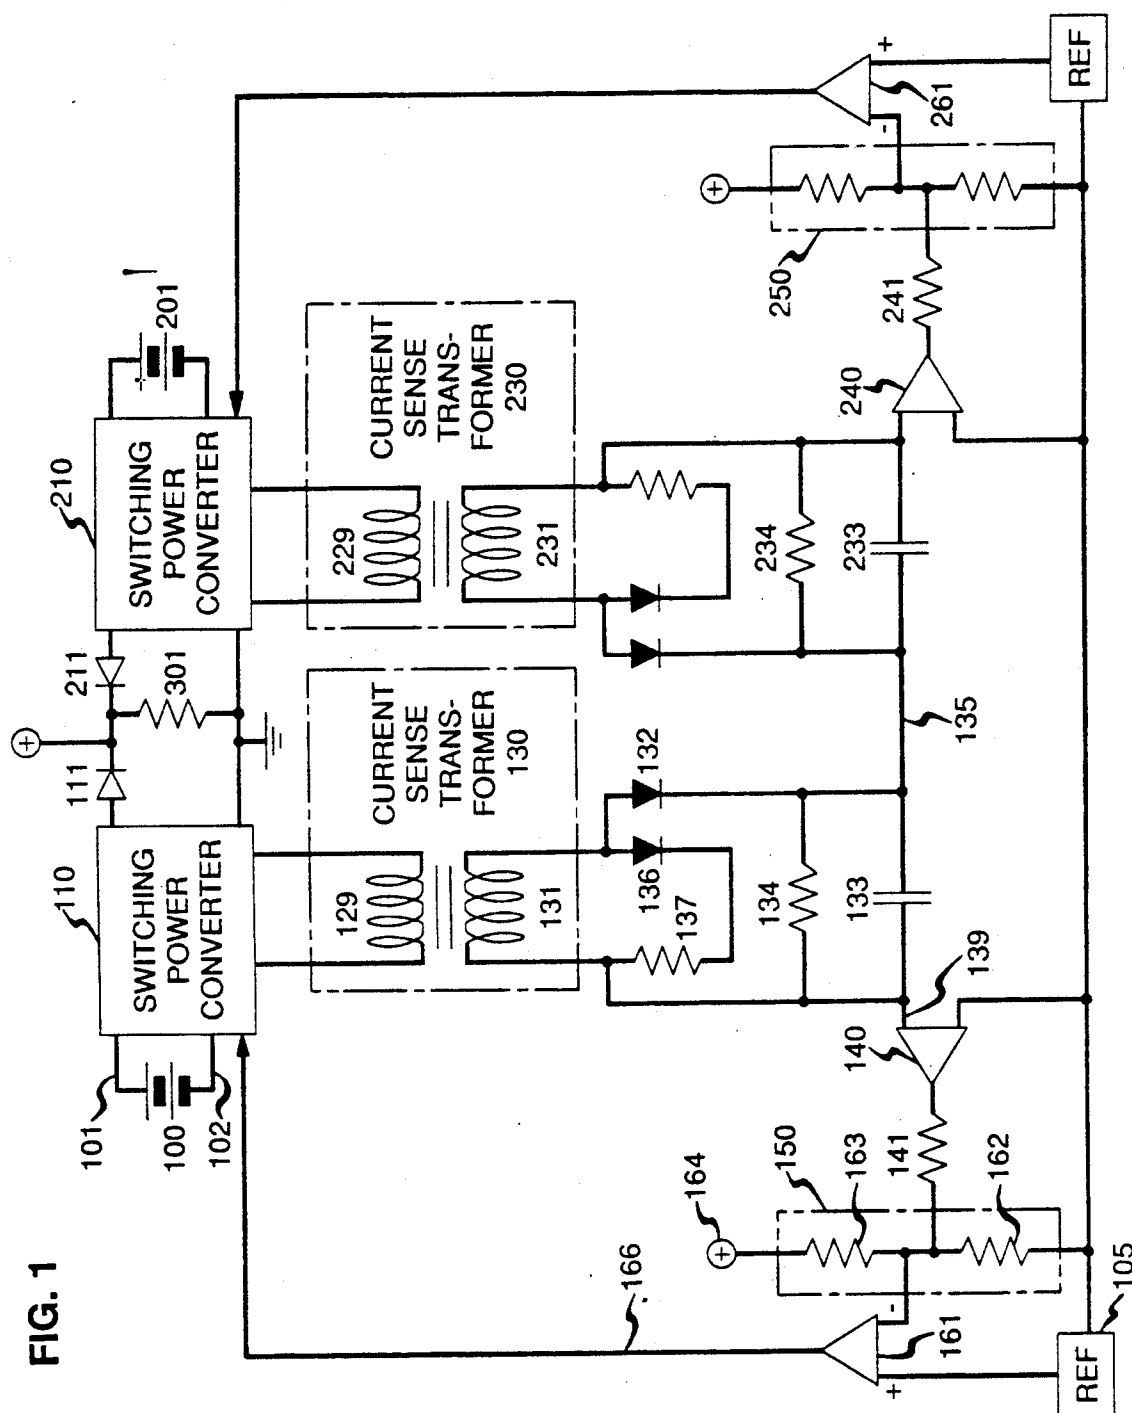 FIG. 1
101
100
102
110
SWITCHING
POWER
CONVERTER
111
+
301
211
210
SWITCHING
POWER
CONVERTER
201
129
131
CURRENT
SENSE
TRANS-
FORMER
130
229
231
CURRENT
SENSE
TRANS-
FORMER
230
137
136
132
134
133
234
233
135
139
140
141
240
241
166
164
+
150
163
162
161
-
+
REF
105
+
250
261
-
+
REF